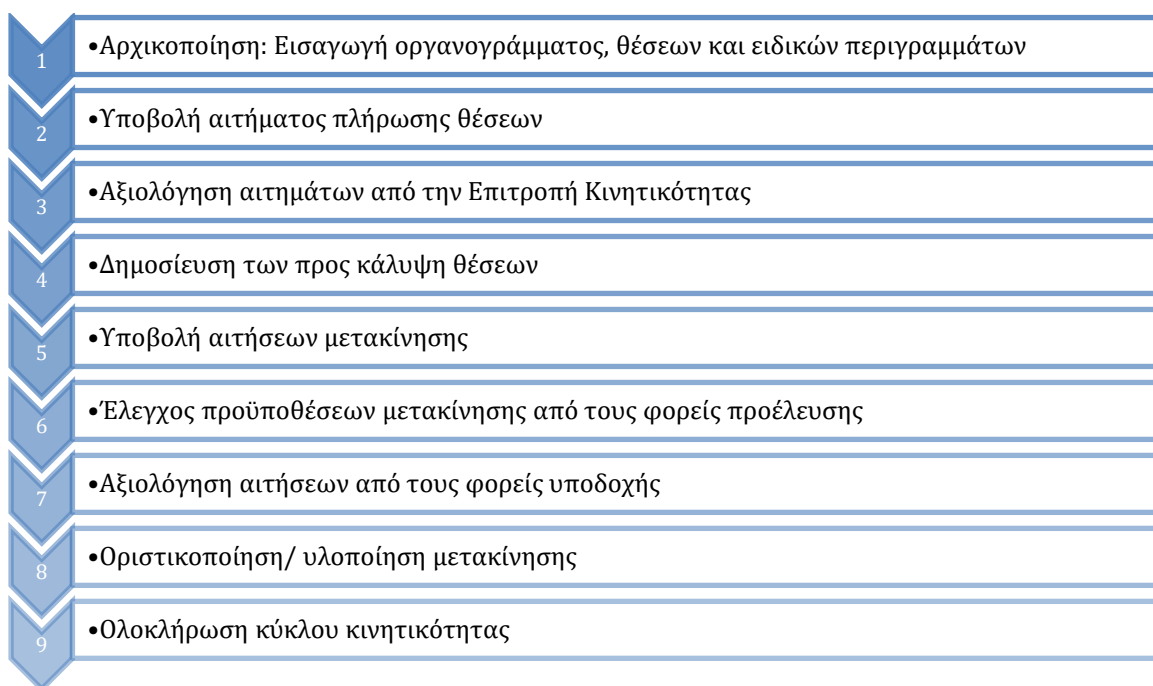 1
•Αρχικοποίηση: Εισαγωγή οργανογράμματος, θέσεων και ειδικών περιγραμμάτων
2
•Υποβολή αιτήματος πλήρωσης θέσεων
3
•Αξιολόγηση αιτημάτων από την Επιτροπή Κινητικότητας
4
•Δημοσίευση των προς κάλυψη θέσεων
5
•Υποβολή αιτήσεων μετακίνησης
6
•Έλεγχος προϋποθέσεων μετακίνησης από τους φορείς προέλευσης
7
•Αξιολόγηση αιτήσεων από τους φορείς υποδοχής
8
•Οριστικοποίηση/ υλοποίηση μετακίνησης
9
•Ολοκλήρωση κύκλου κινητικότητας